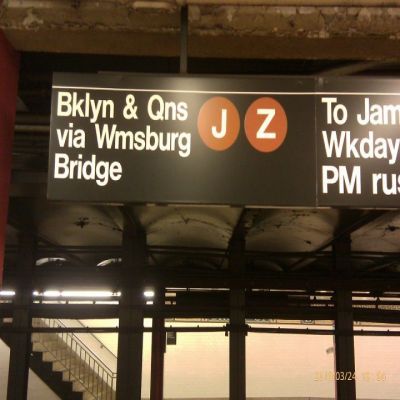 Bklyn & Qns
via Wmsburg
Bridge
J Z
To Jam
Wkday
PM rus